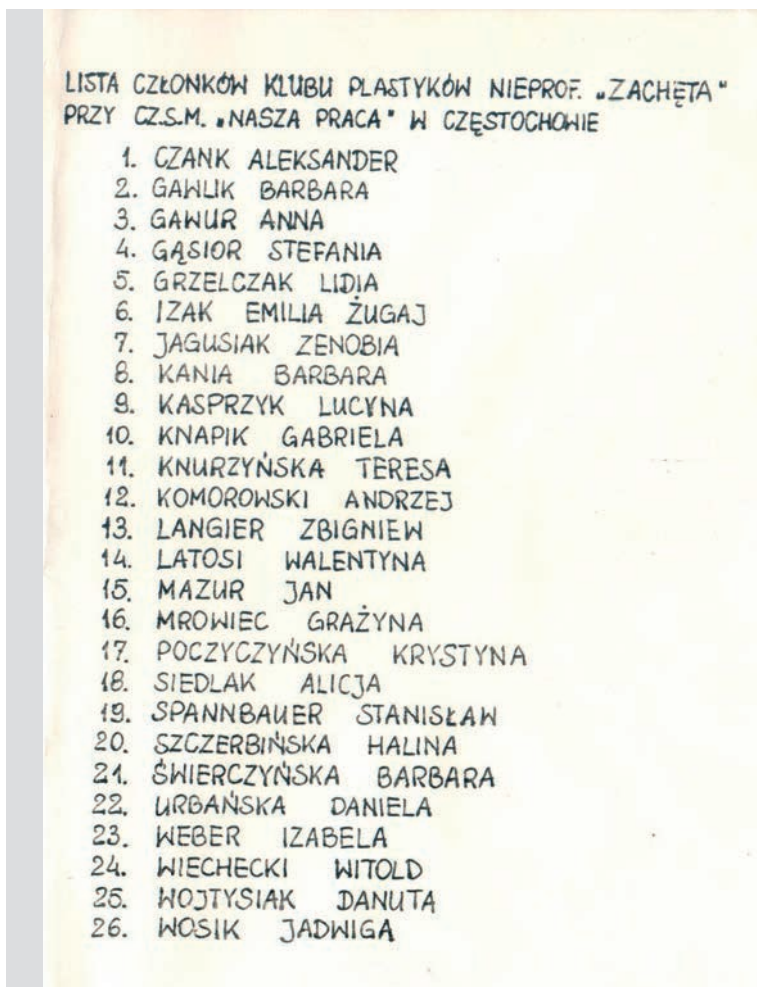 LISTA CZŁONKÓW KLUBU PLASTYKÓW NIEPROF. „ZACHĘTA"
PRZY CZ.S.M. „NASZA PRACA" W CZĘSTOCHOWIE
1. CZANK ALEKSANDER
2. GAWLIK BARBARA
3. GAWUR ANNA
4. GĄSIOR STEFANIA
5. GRZELCZAK LIDIA
6. IZAK EMILIA ŻUGAJ
7. JAGUSIAK ZENOBIA
8. KANIA BARBARA
9. KASPRZYK LUCYNA
10. KNAPIK GABRIELA
11. KNURZYŃSKA TERESA
12. KOMOROWSKI ANDRZEJ
13. LANGIER ZBIGNIEW
14. LATOSI WALENTYNA
15. MAZUR JAN
16. MROWIEC GRAŻYNA
17. POCZYCZYŃSKA KRYSTYNA
18. SIEDLAK ALICJA
19. SPANNBAUER STANISŁAW
20. SZCZERBIŃSKA HALINA
21. ŚWIERCZYŃSKA BARBARA
22. URBAŃSKA DANIELA
23. WEBER IZABELA
24. WIECHECKI WITOLD
25. WOJTYSIAK DANUTA
26. WOSIK JADWIGA